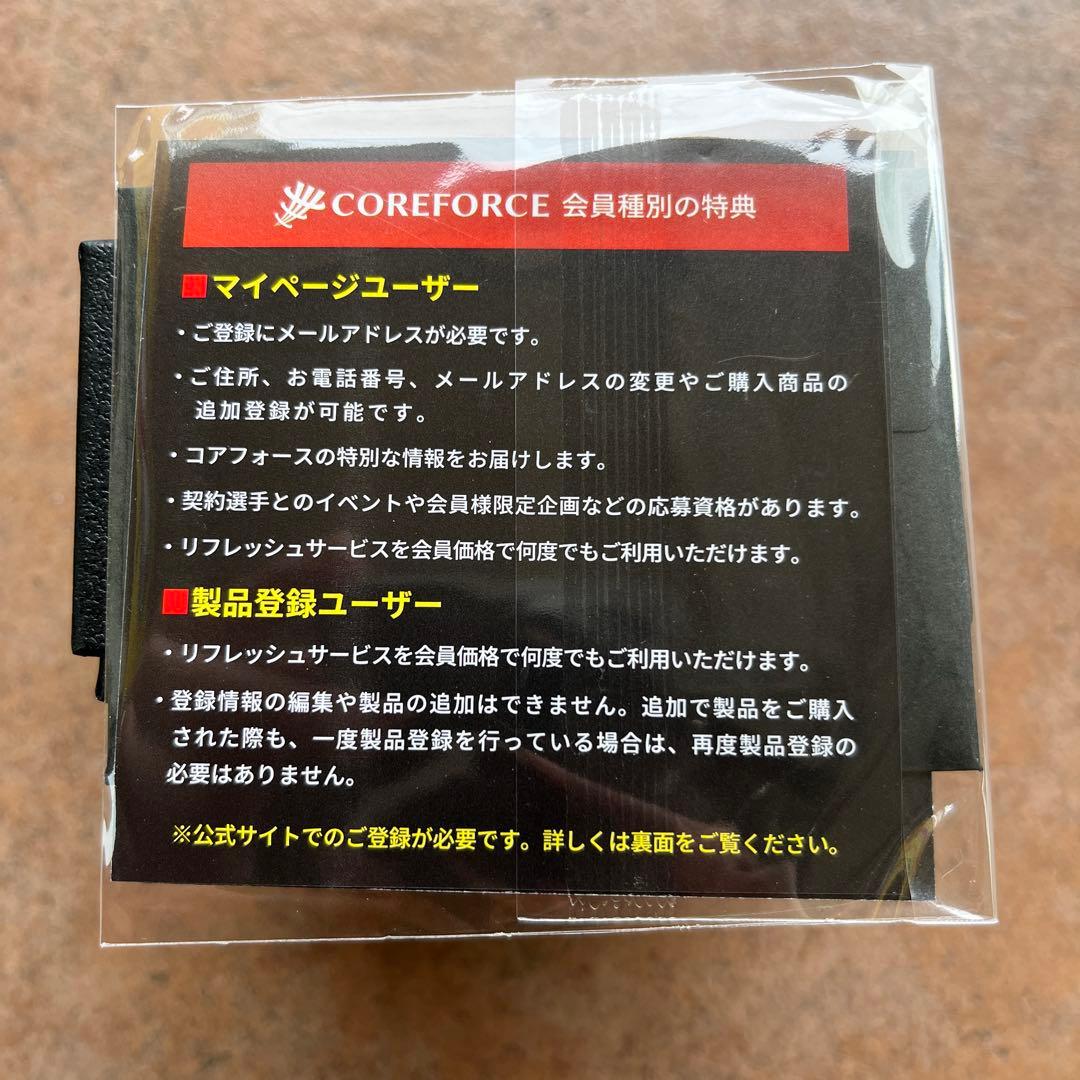 COREFORCE 会員種別の特典
■マイページユーザー
・ご登録にメールアドレスが必要です。
・ご住所、お電話番号、メールアドレスの変更やご購入商品の
追加登録が可能です。
・コアフォースの特別な情報をお届けします。
・契約選手とのイベントや会員様限定企画などの応募資格があります。
・リフレッシュサービスを会員価格で何度でもご利用いただけます。
■製品登録ユーザー
・リフレッシュサービスを会員価格で何度でもご利用いただけます。
・登録情報の編集や製品の追加はできません。追加で製品をご購入
された際も、一度製品登録を行っている場合は、再度製品登録の
必要はありません。
※公式サイトでのご登録が必要です。詳しくは裏面をご覧ください。